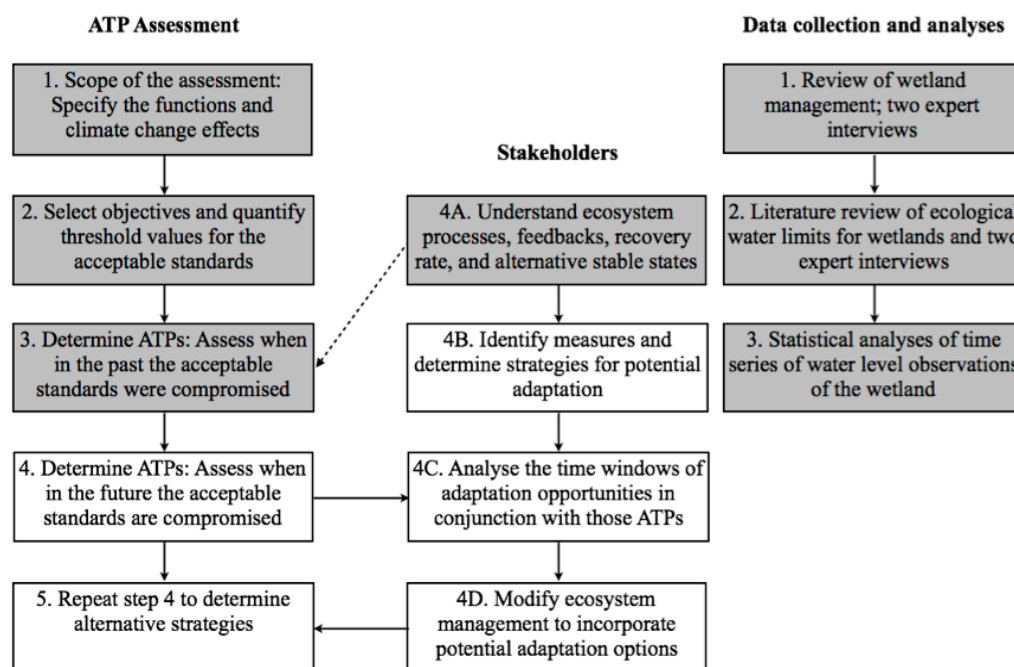 ATP Assessment
1. Scope of the assessment:
Specify the functions and
climate change effects
2. Select objectives and quantify
threshold values for the
acceptable standards
3. Determine ATPs: Assess when
in the past the acceptable
standards were compromised
4. Determine ATPs: Assess when
in the future the acceptable
standards are compromised
5. Repeat step 4 to determine
alternative strategies
Stakeholders
4A. Understand ecosystem
processes, feedbacks, recovery
rate, and alternative stable states
4B. Identify measures and
determine strategies for potential
adaptation
4C. Analyse the time windows of
adaptation opportunities in
conjunction with those ATPs
4D. Modify ecosystem
management to incorporate
potential adaptation options
Data collection and analyses
1. Review of wetland
management; two expert
interviews
2. Literature review of ecological
water limits for wetlands and two
expert interviews
3. Statistical analyses of time
series of water level observations
of the wetland